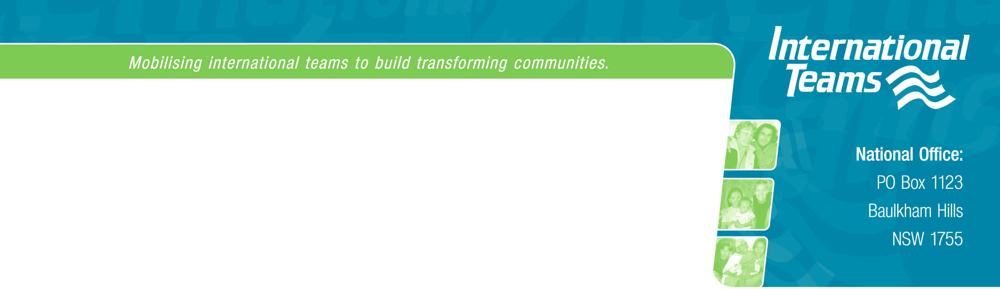 Mobilising international teams to build transforming communities.
International
Teams
National Office:
PO Box 1123
Baulkham Hills
NSW 1755